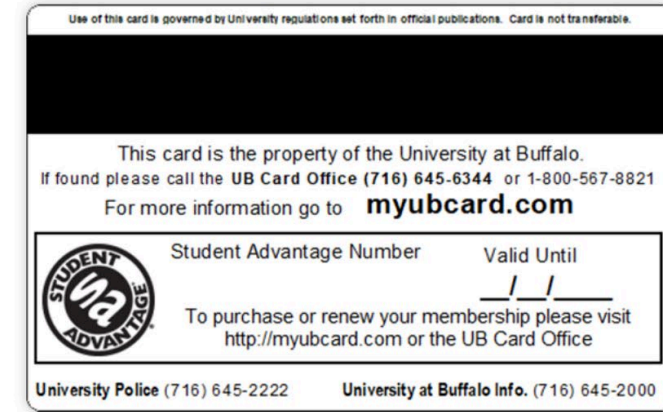 Use of this card is governed by University regulations set forth in official publications. Card is not transferable.
This card is the property of the University at Buffalo.
If found please call the UB Card Office (716) 645-6344 or 1-800-567-8821
For more information go to myubcard.com
STUDENT ADVANTAGE®
sa
Student Advantage Number Valid Until
__/__/____
To purchase or renew your membership please visit
http://myubcard.com or the UB Card Office
University Police (716) 645-2222 University at Buffalo Info. (716) 645-2000